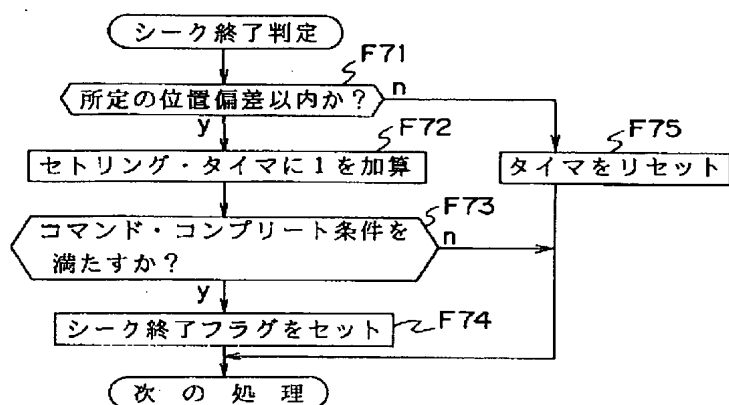 シーク終了判定
F71
所定の位置偏差以内か？
n
y
F72
F75
セトリング・タイマに1を加算
タイマをリセット
F73
コマンド・コンプリート条件を
満たすか？
n
y
シーク終了フラグをセット
F74
次の処理